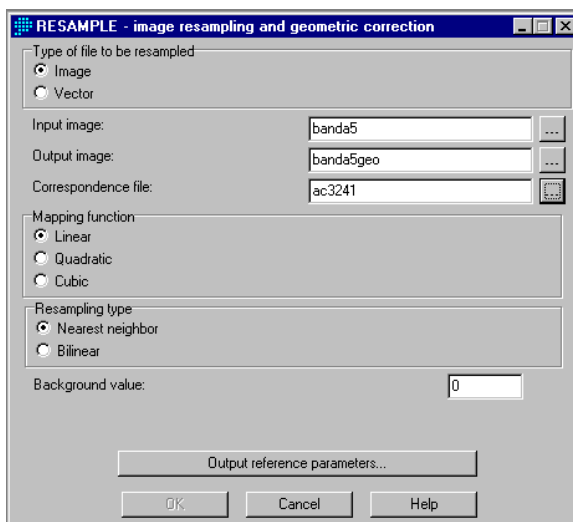 RESAMPLE - image resampling and geometric correction
Type of file to be resampled
Image
Vector
Input image: banda5 ...
Output image: banda5geo ...
Correspondence file: ac3241 ...
Mapping function
Linear
Quadratic
Cubic
Resampling type
Nearest neighbor
Bilinear
Background value: 0
Output reference parameters...
OK Cancel Help